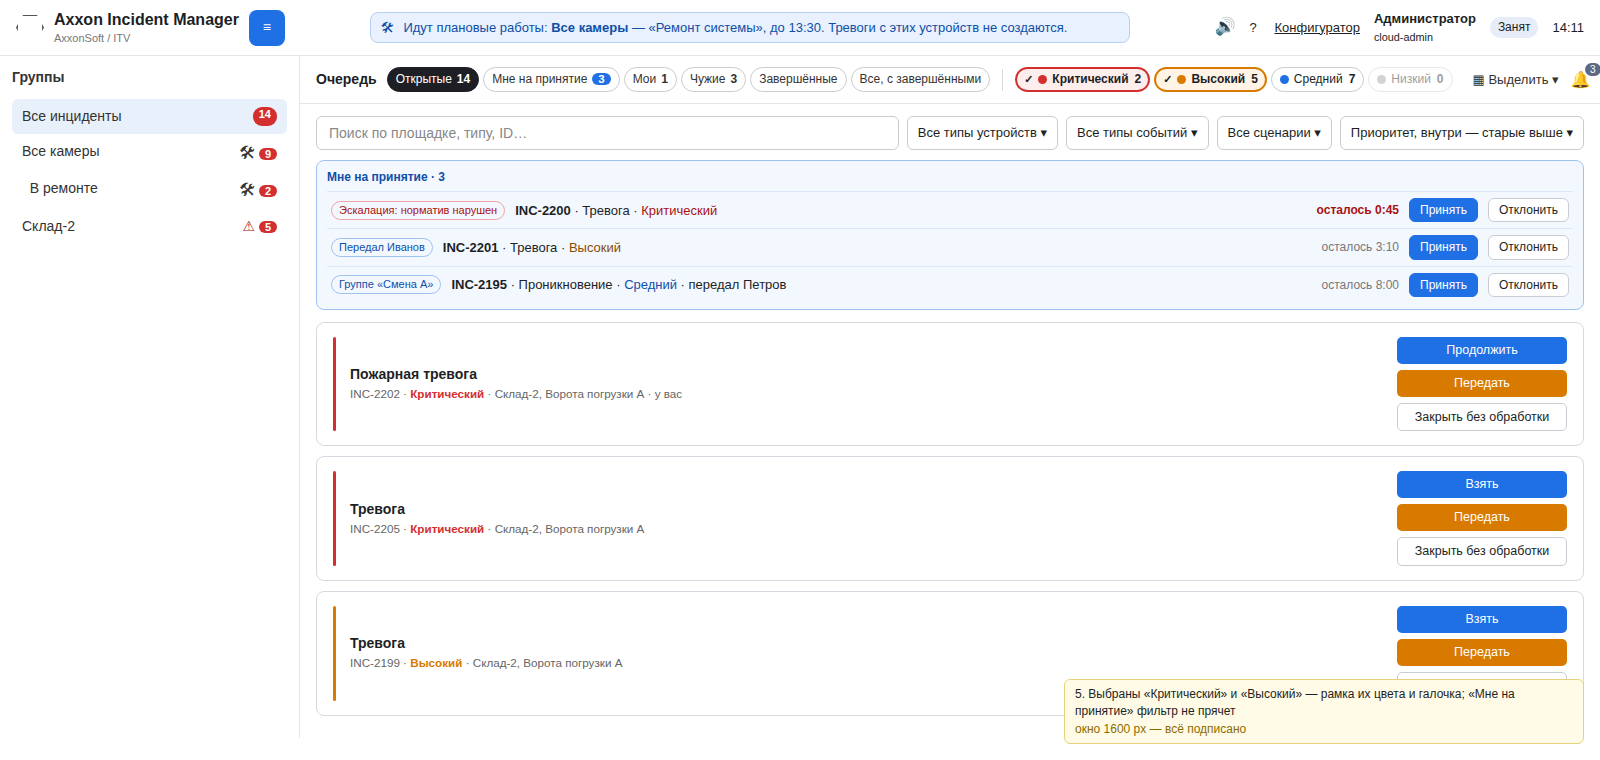 Axxon Incident Manager
AxxonSoft / ITV
≡
🛠 Идут плановые работы: Все камеры — «Ремонт системы», до 13:30. Тревоги с этих устройств не создаются.
?
Конфигуратор
Администратор
cloud-admin
Занят
14:11
Группы
Все инциденты 14
Все камеры 🛠 9
В ремонте 🛠 2
Склад-2 ⚠ 5
Очередь
Открытые 14
Мне на принятие 3
Мои 1
Чужие 3
Завершённые
Все, с завершёнными
✓ Критический 2
✓ Высокий 5
Средний 7
Низкий 0
▦ Выделить ▾
3
Поиск по площадке, типу, ID…
Все типы устройств ▾
Все типы событий ▾
Все сценарии ▾
Приоритет, внутри — старые выше ▾
Мне на принятие · 3
Эскалация: норматив нарушен INC-2200 · Тревога · Критический осталось 0:45 Принять Отклонить
Передал Иванов INC-2201 · Тревога · Высокий осталось 3:10 Принять Отклонить
Группе «Смена А» INC-2195 · Проникновение · Средний · передал Петров осталось 8:00 Принять Отклонить
Пожарная тревога
INC-2202 · Критический · Склад-2, Ворота погрузки А · у вас
Продолжить
Передать
Закрыть без обработки
Тревога
INC-2205 · Критический · Склад-2, Ворота погрузки А
Взять
Передать
Закрыть без обработки
Тревога
INC-2199 · Высокий · Склад-2, Ворота погрузки А
Взять
Передать
5. Выбраны «Критический» и «Высокий» — рамка их цвета и галочка; «Мне на
принятие» фильтр не прячет
окно 1600 px — всё подписано